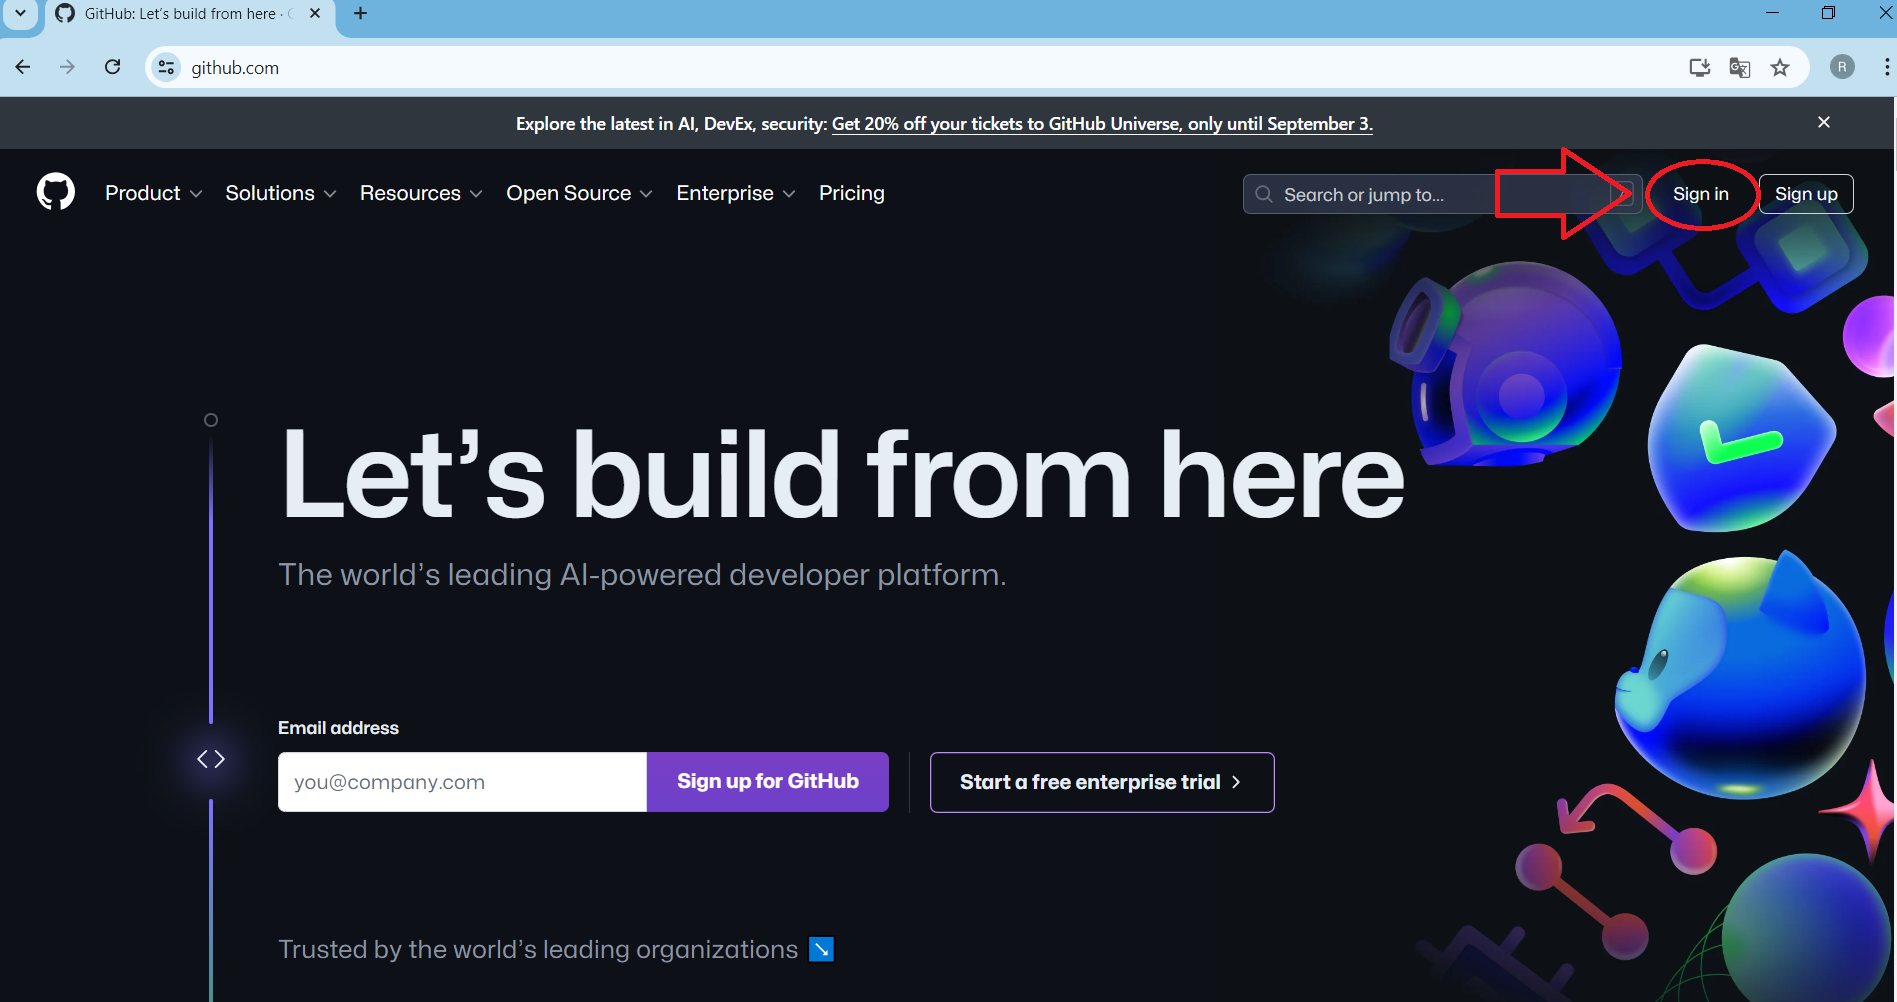 GitHub: Let's build from here ·
github.com
R
Explore the latest in AI, DevEx, security: Get 20% off your tickets to GitHub Universe, only until September 3.
Product Solutions Resources Open Source Enterprise Pricing Search or jump to... Sign in Sign up
Let's build from here
The world's leading AI-powered developer platform.
Email address
you@company.com Sign up for GitHub Start a free enterprise trial
Trusted by the world's leading organizations